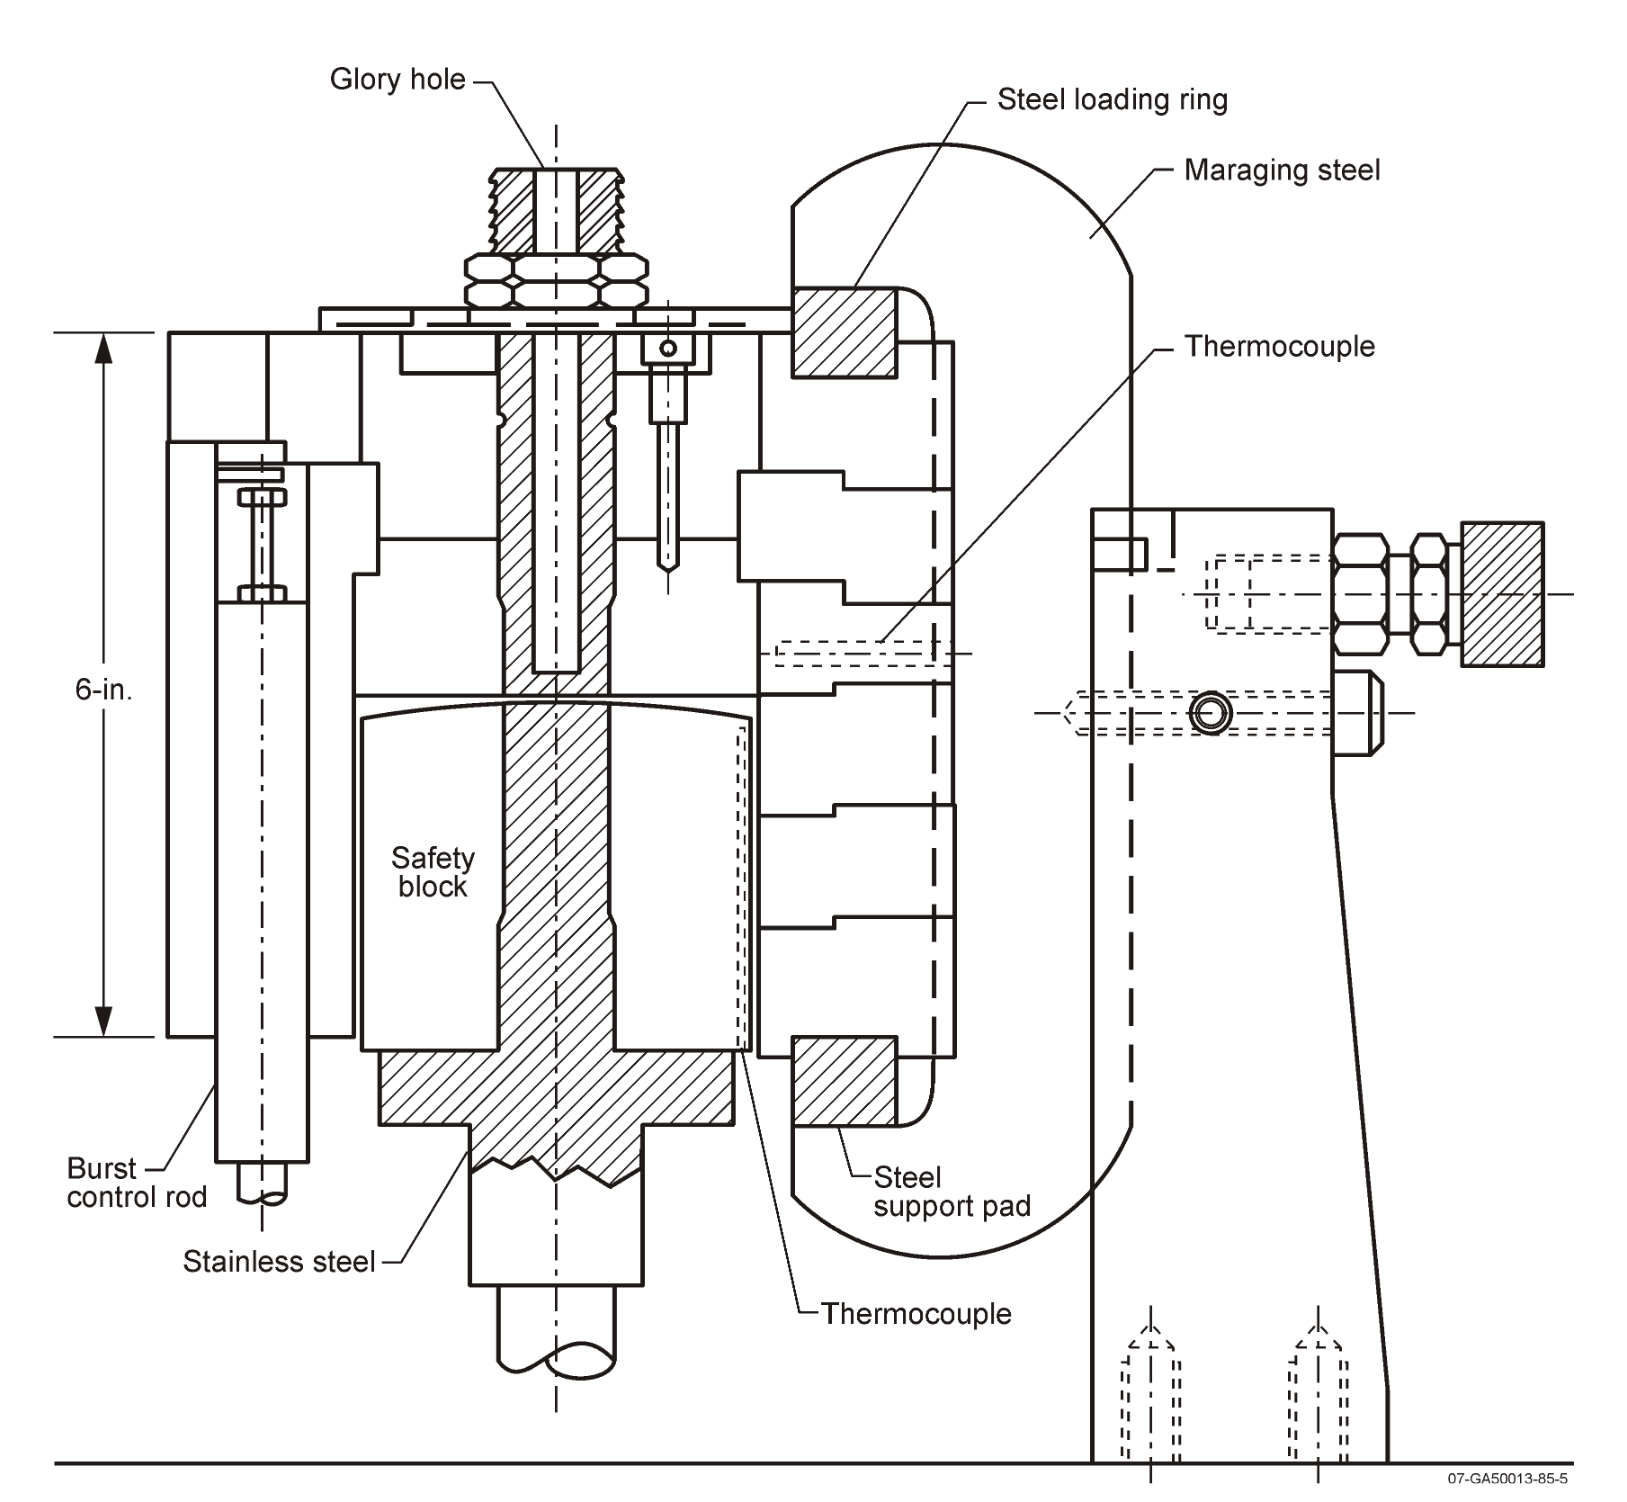 Glory hole
Steel loading ring
Maraging steel
Thermocouple
6-in.
Safety
block
Burst
control rod
Steel
support pad
Stainless steel
Thermocouple
07-GA50013-85-5